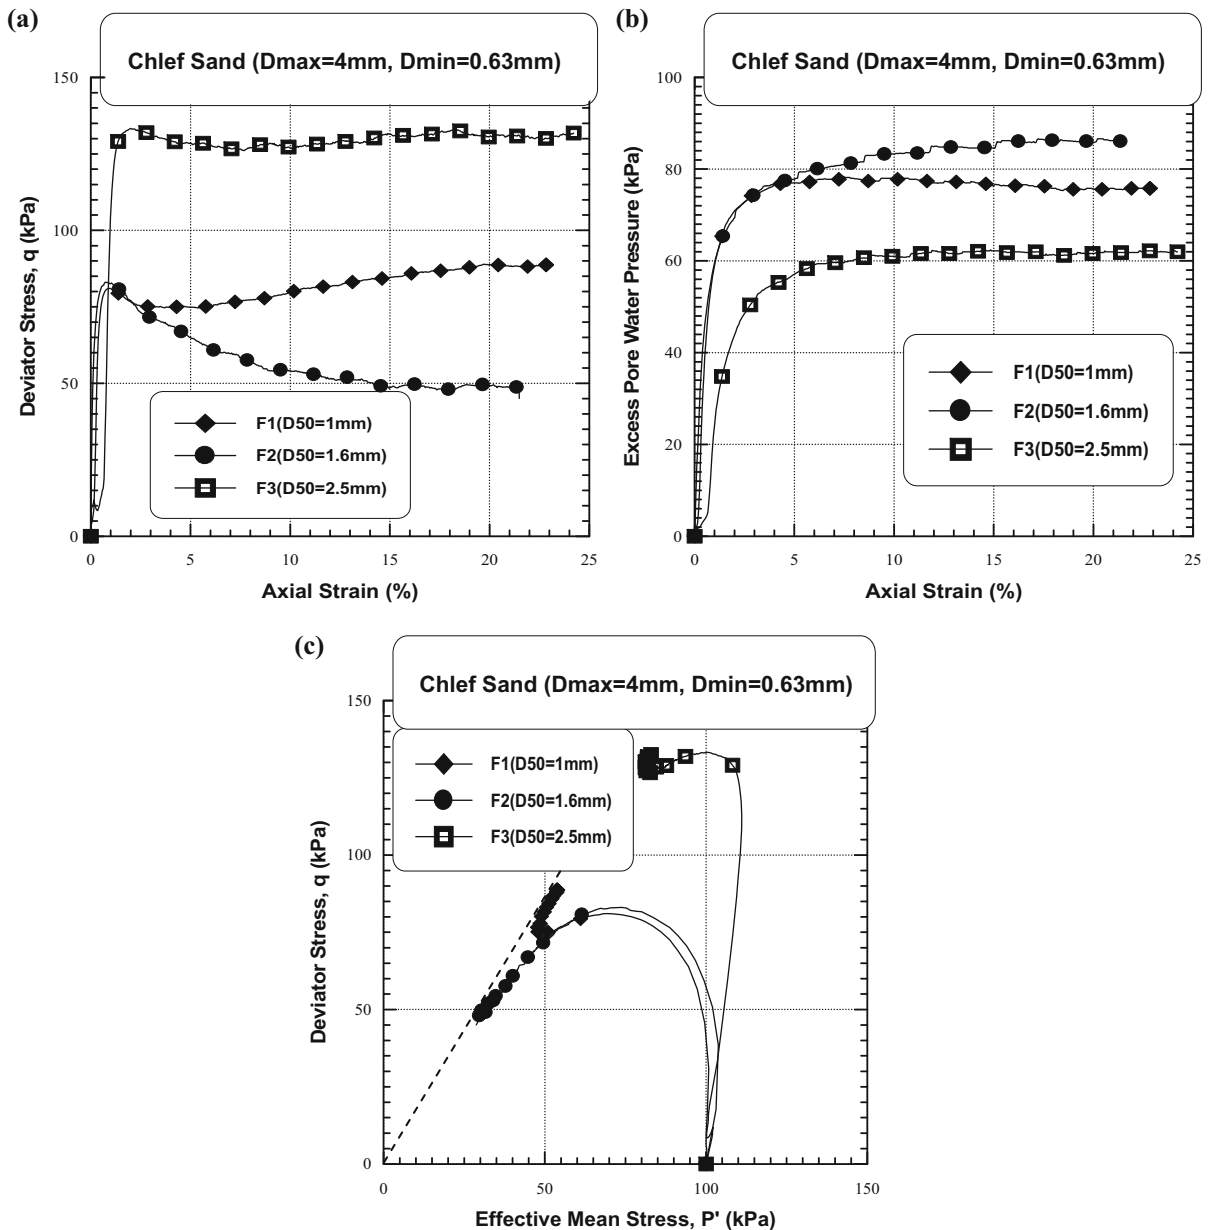 (a)
Chlef Sand (Dmax=4mm, Dmin=0.63mm)
150
100
50
0
Deviator Stress, q (kPa)
F1(D50=1mm)
F2(D50=1.6mm)
F3(D50=2.5mm)
0 5 10 15 20 25
Axial Strain (%)
(b)
Chlef Sand (Dmax=4mm, Dmin=0.63mm)
100
80
60
40
20
0
Excess Pore Water Pressure (kPa)
F1(D50=1mm)
F2(D50=1.6mm)
F3(D50=2.5mm)
0 5 10 15 20 25
Axial Strain (%)
(c)
Chlef Sand (Dmax=4mm, Dmin=0.63mm)
150
100
50
0
Deviator Stress, q (kPa)
F1(D50=1mm)
F2(D50=1.6mm)
F3(D50=2.5mm)
0 50 100 150
Effective Mean Stress, P' (kPa)